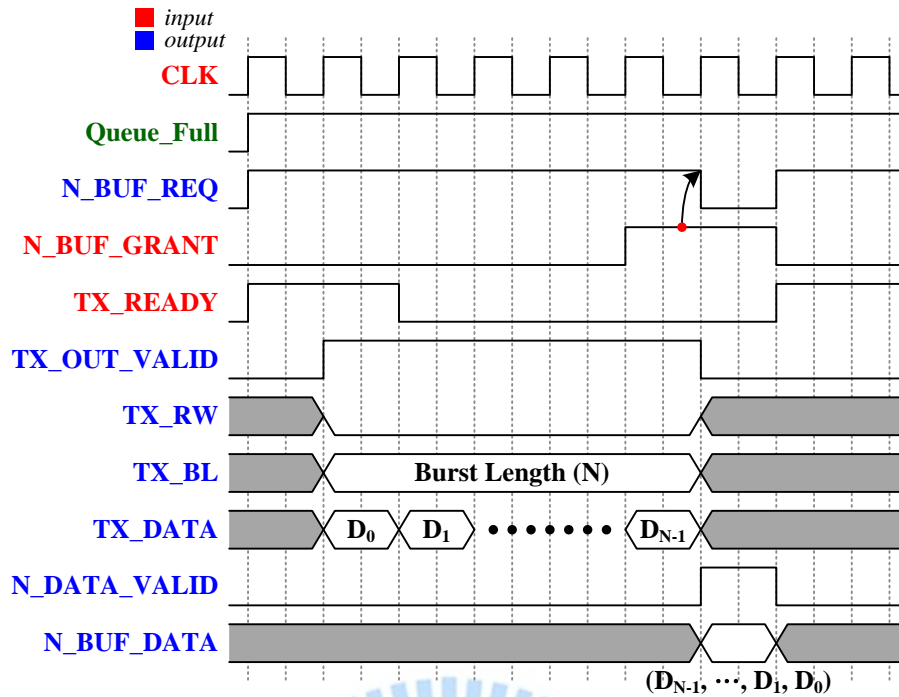 input
output
CLK
Queue_Full
N_BUF_REQ
N_BUF_GRANT
TX_READY
TX_OUT_VALID
TX_RW
TX_BL Burst Length (N)
TX_DATA D0 D1 ······· DN-1
N_DATA_VALID
N_BUF_DATA
(DN-1, ···, D1, D0)